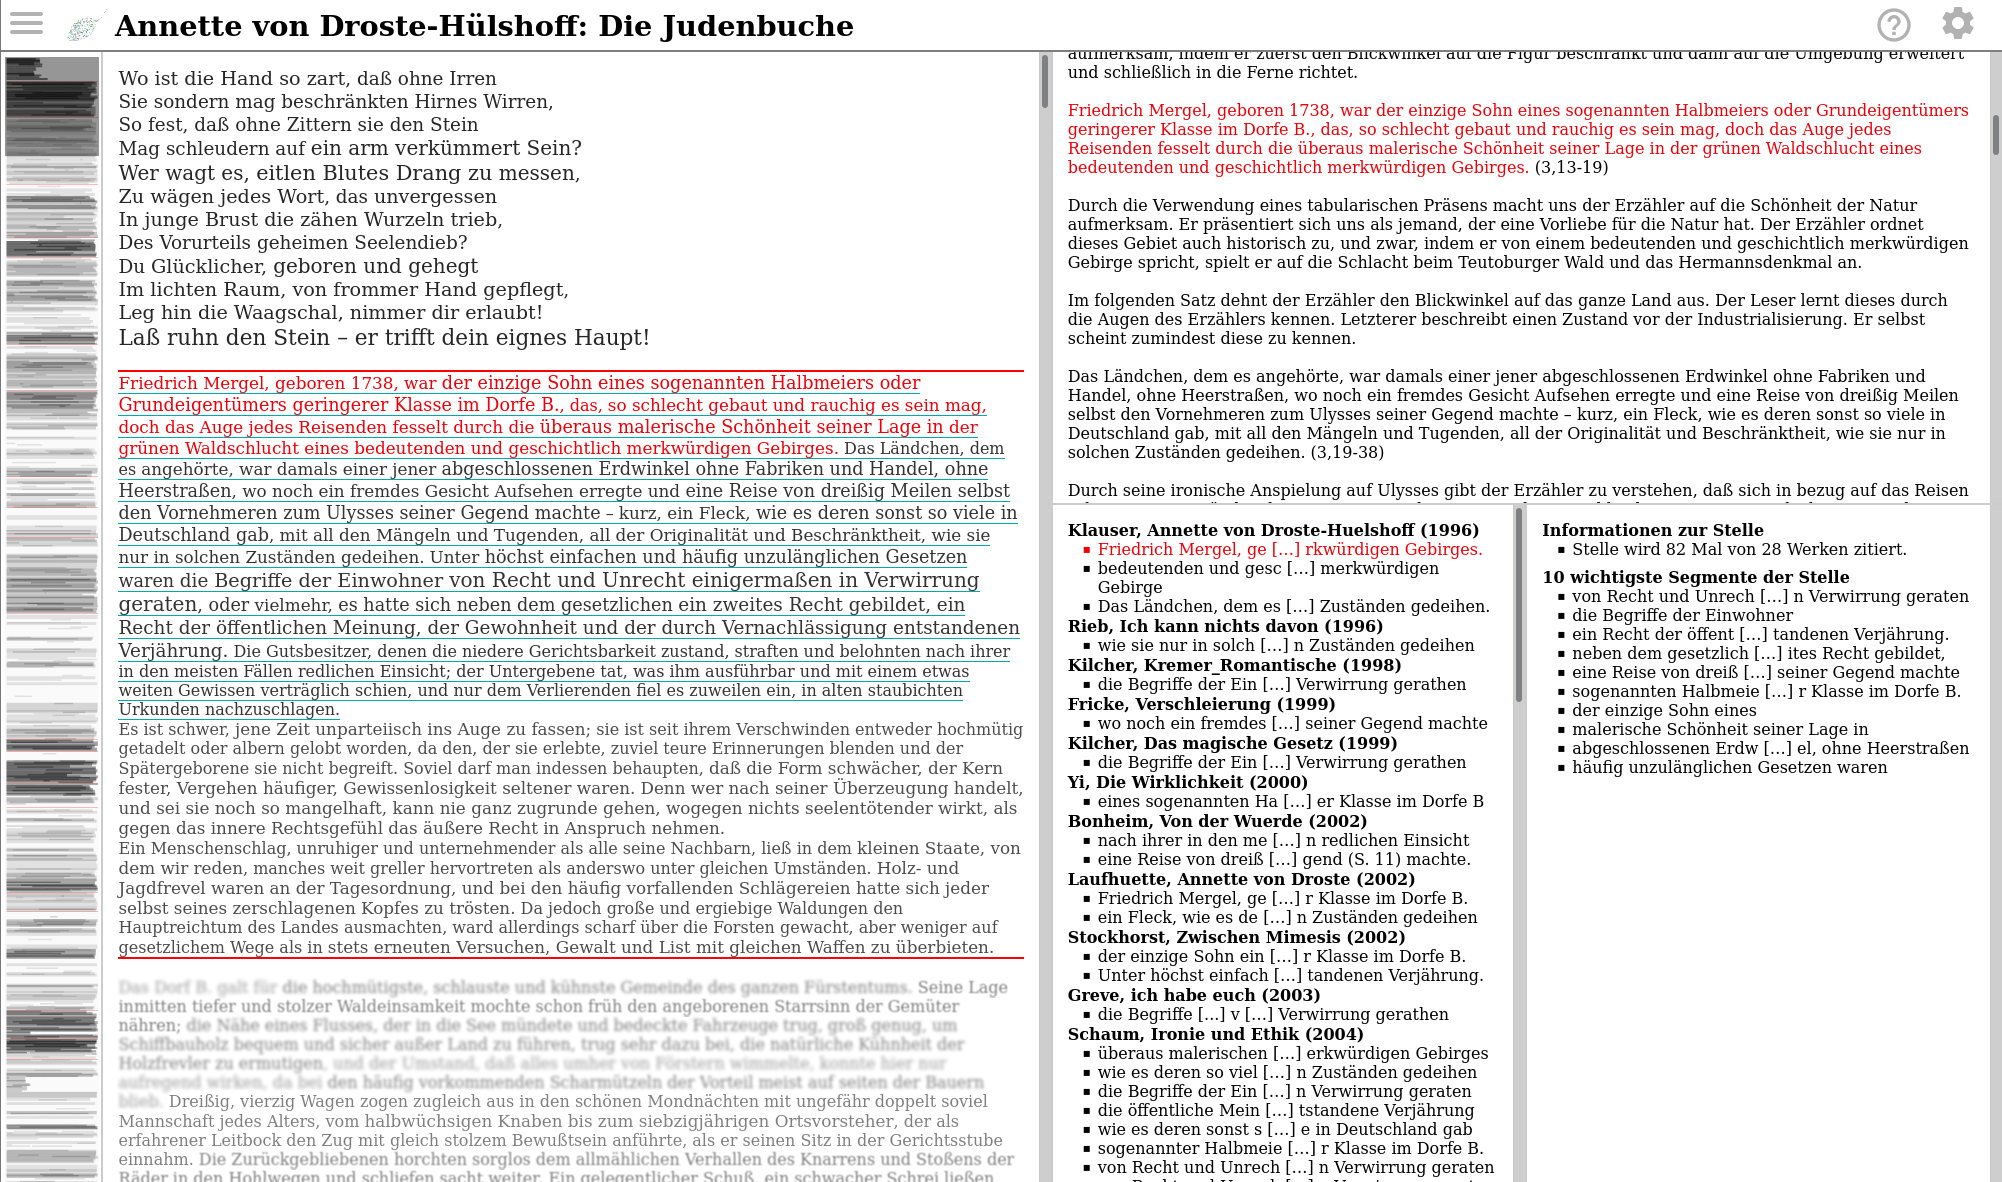 Annette von Droste-Hülshoff: Die Judenbuche
Wo ist die Hand so zart, daß ohne Irren
Sie sondern mag beschränkten Hirnes Wirren,
So fest, daß ohne Zittern sie den Stein
Mag schleudern auf ein arm verkümmert Sein?
Wer wagt es, eitlen Blutes Drang zu messen,
Zu wägen jedes Wort, das unvergessen
In junge Brust die zähen Wurzeln trieb,
Des Vorurteils geheimen Seelendieb?
Du Glücklicher, geboren und gehegt
Im lichten Raum, von frommer Hand gepflegt,
Leg hin die Waagschal, nimmer dir erlaubt!
Laß ruhn den Stein – er trifft dein eignes Haupt!
Friedrich Mergel, geboren 1738, war der einzige Sohn eines sogenannten Halbmeiers oder
Grundeigentümers geringerer Klasse im Dorfe B., das, so schlecht gebaut und rauchig es sein mag,
doch das Auge jedes Reisenden fesselt durch die überaus malerische Schönheit seiner Lage in der
grünen Waldschlucht eines bedeutenden und geschichtlich merkwürdigen Gebirges. Das Ländchen, dem
es angehörte, war damals einer jener abgeschlossenen Erdwinkel ohne Fabriken und Handel, ohne
Heerstraßen, wo noch ein fremdes Gesicht Aufsehen erregte und eine Reise von dreißig Meilen selbst
den Vornehmeren zum Ulysses seiner Gegend machte – kurz, ein Fleck, wie es deren sonst so viele in
Deutschland gab, mit all den Mängeln und Tugenden, all der Originalität und Beschränktheit, wie sie
nur in solchen Zuständen gedeihen. Unter höchst einfachen und häufig unzulänglichen Gesetzen
waren die Begriffe der Einwohner von Recht und Unrecht einigermaßen in Verwirrung
geraten, oder vielmehr, es hatte sich neben dem gesetzlichen ein zweites Recht gebildet, ein
Recht der öffentlichen Meinung, der Gewohnheit und der durch Vernachlässigung entstandenen
Verjährung. Die Gutsbesitzer, denen die niedere Gerichtsbarkeit zustand, straften und belohnten nach ihrer
in den meisten Fällen redlichen Einsicht; der Untergebene tat, was ihm ausführbar und mit einem etwas
weiten Gewissen verträglich schien, und nur dem Verlierenden fiel es zuweilen ein, in alten staubichten
Urkunden nachzuschlagen.
Es ist schwer, jene Zeit unparteiisch ins Auge zu fassen; sie ist seit ihrem Verschwinden entweder hochmütig
getadelt oder albern gelobt worden, da den, der sie erlebte, zuviel teure Erinnerungen blenden und der
Spätergeborene sie nicht begreift. Soviel darf man indessen behaupten, daß die Form schwächer, der Kern
fester, Vergehen häufiger, Gewissenlosigkeit seltener waren. Denn wer nach seiner Überzeugung handelt,
und sei sie noch so mangelhaft, kann nie ganz zugrunde gehen, wogegen nichts seelentötender wirkt, als
gegen das innere Rechtsgefühl das äußere Recht in Anspruch nehmen.
Ein Menschenschlag, unruhiger und unternehmender als alle seine Nachbarn, ließ in dem kleinen Staate, von
dem wir reden, manches weit greller hervortreten als anderswo unter gleichen Umständen. Holz- und
Jagdfrevel waren an der Tagesordnung, und bei den häufig vorfallenden Schlägereien hatte sich jeder
selbst seines zerschlagenen Kopfes zu trösten. Da jedoch große und ergiebige Waldungen den
Hauptreichtum des Landes ausmachten, ward allerdings scharf über die Forsten gewacht, aber weniger auf
gesetzlichem Wege als in stets erneuten Versuchen, Gewalt und List mit gleichen Waffen zu überbieten.
Das Dorf B. galt für die hochmütigste, schlauste und kühnste Gemeinde des ganzen Fürstentums. Seine Lage
inmitten tiefer und stolzer Waldeinsamkeit mochte schon früh den angeborenen Starrsinn der Gemüter
nähren; die Nähe eines Flusses, der in die See mündete und bedeckte Fahrzeuge trug, groß genug, um
Schiffbauholz bequem und sicher außer Land zu führen, trug sehr dazu bei, die natürliche Kühnheit der
Holzfrevler zu ermutigen, und der Umstand, daß alles umher von Förstern wimmelte, konnte hier nur
aufregend wirken, da bei den häufig vorkommenden Scharmützeln der Vorteil meist auf seiten der Bauern
blieb. Dreißig, vierzig Wagen zogen zugleich aus in den schönen Mondnächten mit ungefähr doppelt soviel
Mannschaft jedes Alters, vom halbwüchsigen Knaben bis zum siebzigjährigen Ortsvorsteher, der als
erfahrener Leitbock den Zug mit gleich stolzem Bewußtsein anführte, als er seinen Sitz in der Gerichtsstube
einnahm. Die Zurückgebliebenen horchten sorglos dem allmählichen Verhallen des Knarrens und Stoßens der
Räder in den Hohlwegen und schliefen sacht weiter. Ein gelegentlicher Schuß, ein schwacher Schrei ließen
aufmerksam, indem er zuerst den Blickwinkel auf die Figur beschränkt und dann auf die Umgebung erweitert
und schließlich in die Ferne richtet.
Friedrich Mergel, geboren 1738, war der einzige Sohn eines sogenannten Halbmeiers oder Grundeigentümers
geringerer Klasse im Dorfe B., das, so schlecht gebaut und rauchig es sein mag, doch das Auge jedes
Reisenden fesselt durch die überaus malerische Schönheit seiner Lage in der grünen Waldschlucht eines
bedeutenden und geschichtlich merkwürdigen Gebirges. (3,13-19)
Durch die Verwendung eines tabularischen Präsens macht uns der Erzähler auf die Schönheit der Natur
aufmerksam. Er präsentiert sich uns als jemand, der eine Vorliebe für die Natur hat. Der Erzähler ordnet
dieses Gebiet auch historisch zu, und zwar, indem er von einem bedeutenden und geschichtlich merkwürdigen
Gebirge spricht, spielt er auf die Schlacht beim Teutoburger Wald und das Hermannsdenkmal an.
Im folgenden Satz dehnt der Erzähler den Blickwinkel auf das ganze Land aus. Der Leser lernt dieses durch
die Augen des Erzählers kennen. Letzterer beschreibt einen Zustand vor der Industrialisierung. Er selbst
scheint zumindest diese zu kennen.
Das Ländchen, dem es angehörte, war damals einer jener abgeschlossenen Erdwinkel ohne Fabriken und
Handel, ohne Heerstraßen, wo noch ein fremdes Gesicht Aufsehen erregte und eine Reise von dreißig Meilen
selbst den Vornehmeren zum Ulysses seiner Gegend machte – kurz, ein Fleck, wie es deren sonst so viele in
Deutschland gab, mit all den Mängeln und Tugenden, all der Originalität und Beschränktheit, wie sie nur in
solchen Zuständen gedeihen. (3,19-38)
Durch seine ironische Anspielung auf Ulysses gibt der Erzähler zu verstehen, daß sich in bezug auf das Reisen
Klauser, Annette von Droste-Huelshoff (1996)
▪ Friedrich Mergel, ge [...] rkwürdigen Gebirges.
▪ bedeutenden und gesc [...] merkwürdigen
Gebirge
▪ Das Ländchen, dem es [...] Zuständen gedeihen.
Rieb, Ich kann nichts davon (1996)
▪ wie sie nur in solch [...] n Zuständen gedeihen
Kilcher, Kremer_Romantische (1998)
▪ die Begriffe der Ein [...] Verwirrung gerathen
Fricke, Verschleierung (1999)
▪ wo noch ein fremdes [...] seiner Gegend machte
Kilcher, Das magische Gesetz (1999)
▪ die Begriffe der Ein [...] Verwirrung gerathen
Yi, Die Wirklichkeit (2000)
▪ eines sogenannten Ha [...] er Klasse im Dorfe B
Bonheim, Von der Wuerde (2002)
▪ nach ihrer in den me [...] n redlichen Einsicht
▪ eine Reise von dreiß [...] gend (S. 11) machte.
Laufhuette, Annette von Droste (2002)
▪ Friedrich Mergel, ge [...] r Klasse im Dorfe B.
▪ ein Fleck, wie es de [...] n Zuständen gedeihen
Stockhorst, Zwischen Mimesis (2002)
▪ der einzige Sohn ein [...] r Klasse im Dorfe B.
▪ Unter höchst einfach [...] tandenen Verjährung.
Greve, ich habe euch (2003)
▪ die Begriffe [...] v [...] Verwirrung gerathen
Schaum, Ironie und Ethik (2004)
▪ überaus malerischen [...] erkwürdigen Gebirges
▪ wie es deren so viel [...] n Zuständen gedeihen
▪ die Begriffe der Ein [...] n Verwirrung geraten
▪ die öffentliche Mein [...] tstandene Verjährung
▪ wie es deren sonst s [...] e in Deutschland gab
▪ sogenannter Halbmeie [...] r Klasse im Dorfe B.
▪ von Recht und Unrech [...] n Verwirrung geraten
Informationen zur Stelle
▪ Stelle wird 82 Mal von 28 Werken zitiert.
10 wichtigste Segmente der Stelle
▪ von Recht und Unrech [...] n Verwirrung geraten
▪ die Begriffe der Einwohner
▪ ein Recht der öffent [...] tandenen Verjährung.
▪ neben dem gesetzlich [...] ites Recht gebildet,
▪ eine Reise von dreiß [...] seiner Gegend machte
▪ sogenannten Halbmeie [...] r Klasse im Dorfe B.
▪ der einzige Sohn eines
▪ malerische Schönheit seiner Lage in
▪ abgeschlossenen Erdw [...] el, ohne Heerstraßen
▪ häufig unzulänglichen Gesetzen waren